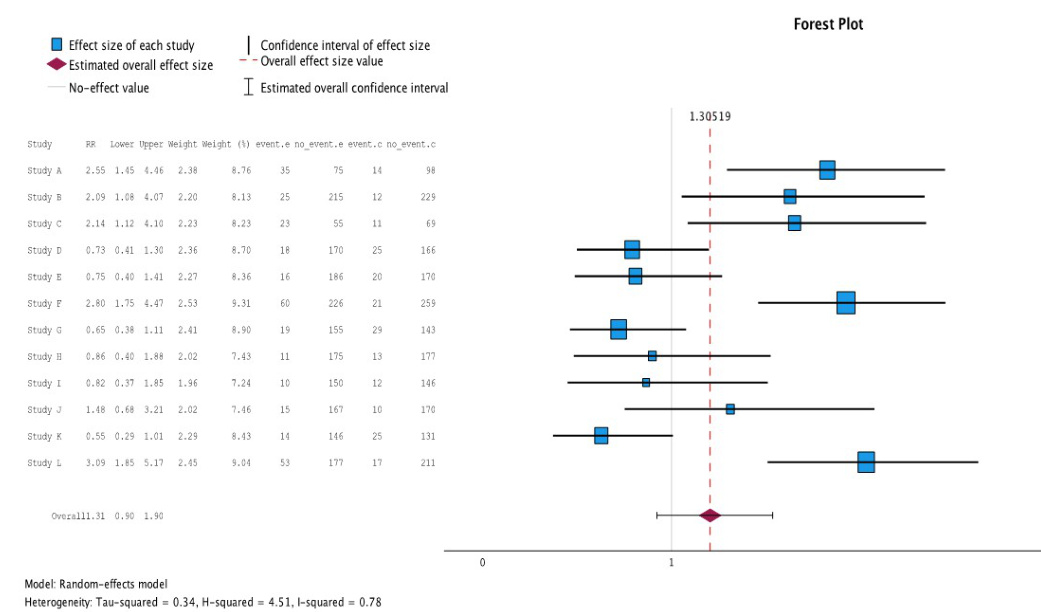 Forest Plot
Effect size of each study
Confidence interval of effect size
Estimated overall effect size
Overall effect size value
No-effect value
Estimated overall confidence interval
1.30519
Study RR Lower Upper Weight Weight (%) event.e no_event.e event.c no_event.c
Study A 2.55 1.45 4.46 2.38 8.76 35 75 14 98
Study B 2.09 1.08 4.07 2.20 8.13 25 215 12 229
Study C 2.14 1.12 4.10 2.23 8.23 23 55 11 69
Study D 0.73 0.41 1.30 2.36 8.70 18 170 25 166
Study E 0.75 0.40 1.41 2.27 8.36 16 186 20 170
Study F 2.80 1.75 4.47 2.53 9.31 60 226 21 259
Study G 0.65 0.38 1.11 2.41 8.90 19 155 29 143
Study H 0.86 0.40 1.88 2.02 7.43 11 175 13 177
Study I 0.82 0.37 1.85 1.96 7.24 10 150 12 146
Study J 1.48 0.68 3.21 2.02 7.46 15 167 10 170
Study K 0.55 0.29 1.01 2.29 8.43 14 146 25 131
Study L 3.09 1.85 5.17 2.45 9.04 53 177 17 211
Overall1.31 0.90 1.90
0 1
Model: Random-effects model
Heterogeneity: Tau-squared = 0.34, H-squared = 4.51, I-squared = 0.78